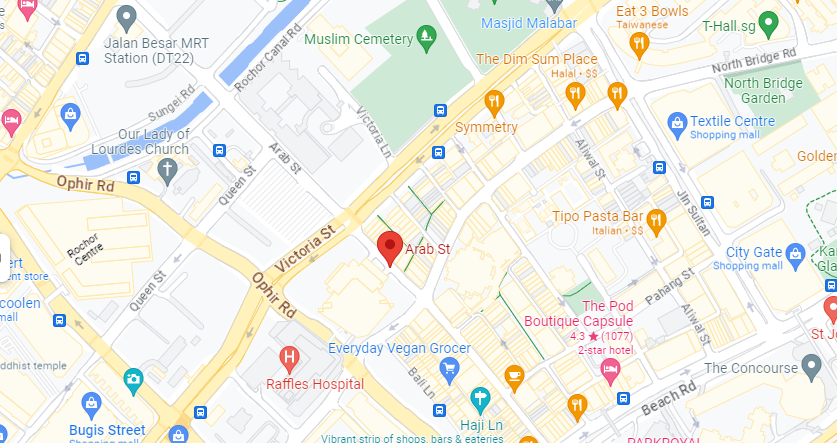 Eat 3 Bowls
Taiwanese
Masjid Malabar
T-Hall.sg
Jalan Besar MRT
Station (DT22)
Rochor Canal Rd
Muslim Cemetery
The Dim Sum Place
Halal • $$
North Bridge Rd
North Bridge
Garden
Sungei Rd
Victoria Ln
Symmetry
Textile Centre
Shopping mall
Our Lady of
Lourdes Church
Arab St
Aliwal St
Golden
Ophir Rd
Queen St
Jln Sultan
Tipo Pasta Bar
Italian • $$
Rochor
Centre
Victoria St
Arab St
City Gate
Shopping mall
Ka
Gla
ert
ent store
Queen St
Ophir Rd
Pahang St
coolen
mall
The Pod
Boutique Capsule
4.3 ★ (1077)
2-star hotel
Aliwal St
St Jo
Everyday Vegan Grocer
ddhist temple
Raffles Hospital
Bali Ln
The Concourse
Beach Rd
Bugis Street
Shopping mall
Haji Ln
Vibrant strip of shops, bars & eateries
PARKROYAL